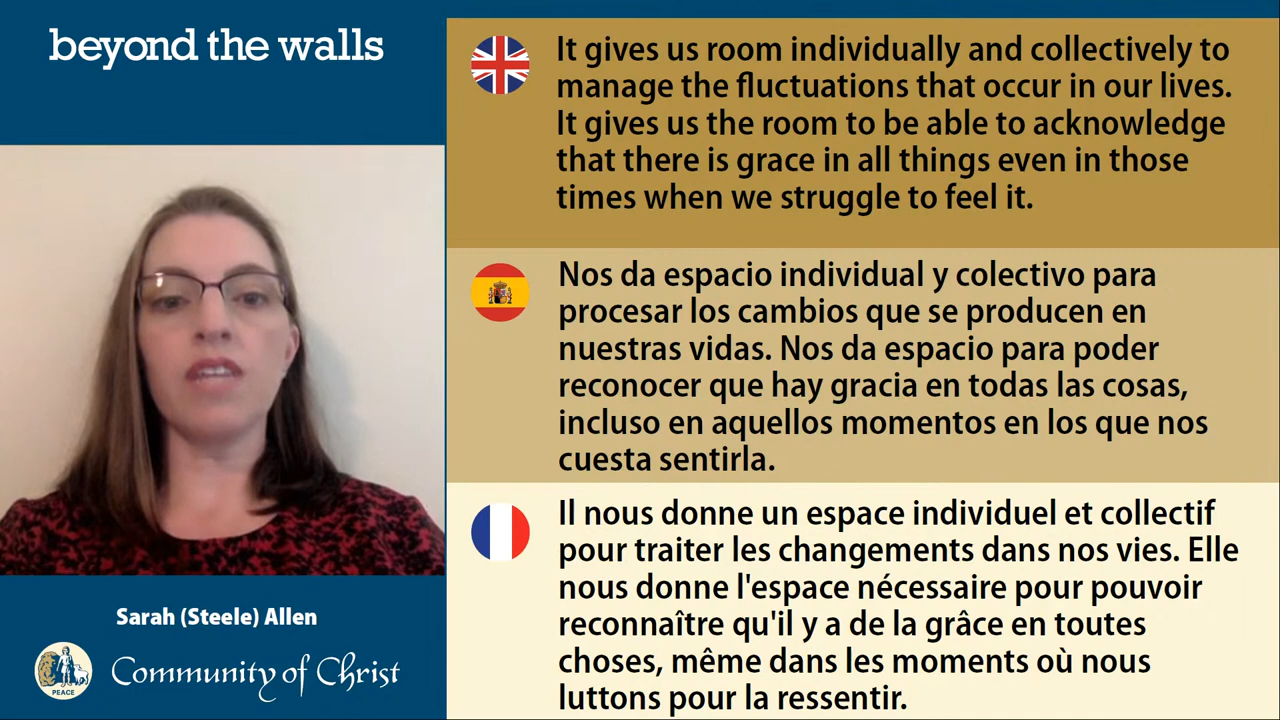 beyond the walls
It gives us room individually and collectively to
manage the fluctuations that occur in our lives.
It gives us the room to be able to acknowledge
that there is grace in all things even in those
times when we struggle to feel it.
Nos da espacio individual y colectivo para
procesar los cambios que se producen en
nuestras vidas. Nos da espacio para poder
reconocer que hay gracia en todas las cosas,
incluso en aquellos momentos en los que nos
cuesta sentirla.
Il nous donne un espace individuel et collectif
pour traiter les changements dans nos vies. Elle
nous donne l'espace nécessaire pour pouvoir
reconnaître qu'il y a de la grâce en toutes
choses, même dans les moments où nous
luttons pour la ressentir.
Sarah (Steele) Allen
PEACE
Community of Christ